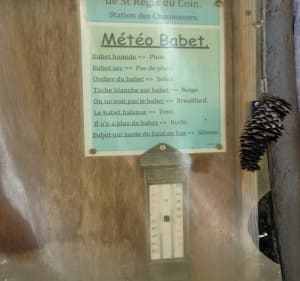 de St Régis du Coin.
Station des Chaumasses.
Météo Babet.
Babet humide => Pluie.
Babet sec => Pas de pluie.
Ombre du babet => Soleil.
Tâche blanche sur babet => Neige.
On ne voit pas le babet => Brouillard.
Le babet balance => Vent.
Il n'y a plus de babet =>
Babet qui saute de haut en bas => Séisme.